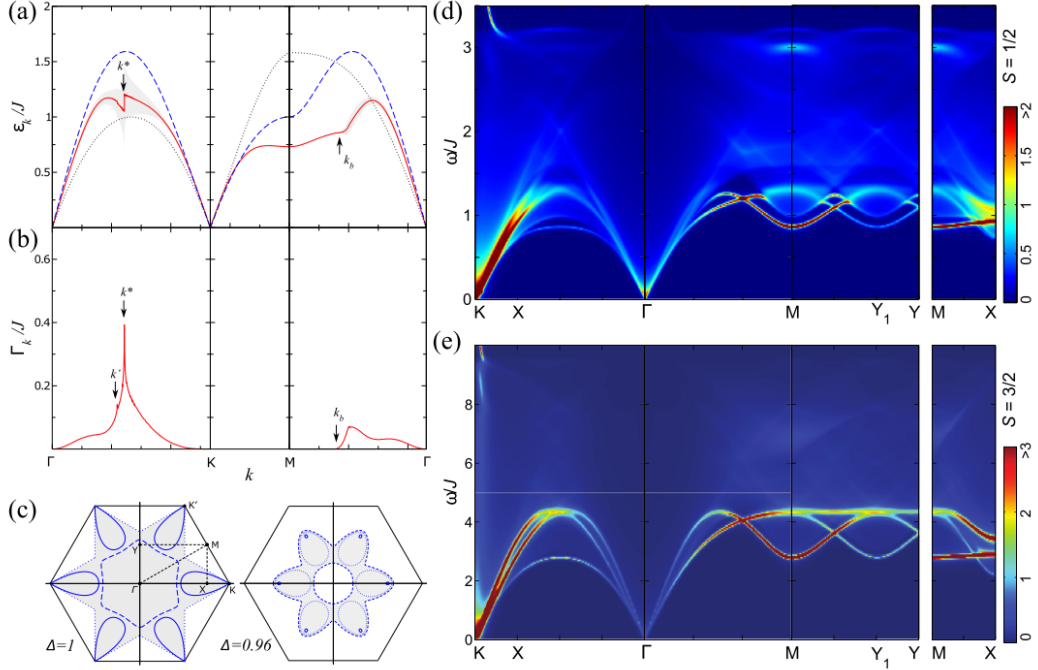 (a)
2
1.5
1
0.5
ε_k/J
k*
k_b
(b)
0.6
0.4
0.2
Γ_k/J
k*
k´
k_b
Γ K M Γ
k
(c)
K′
Y M
Γ X K
Δ=1
Δ=0.96
(d)
3
2
1
0
ω/J
K X Γ M Y₁ Y M X
S = 1/2
>2
1.5
1
0.5
0
(e)
8
6
4
2
0
ω/J
K X Γ M Y₁ Y M X
S = 3/2
>3
2
1
0